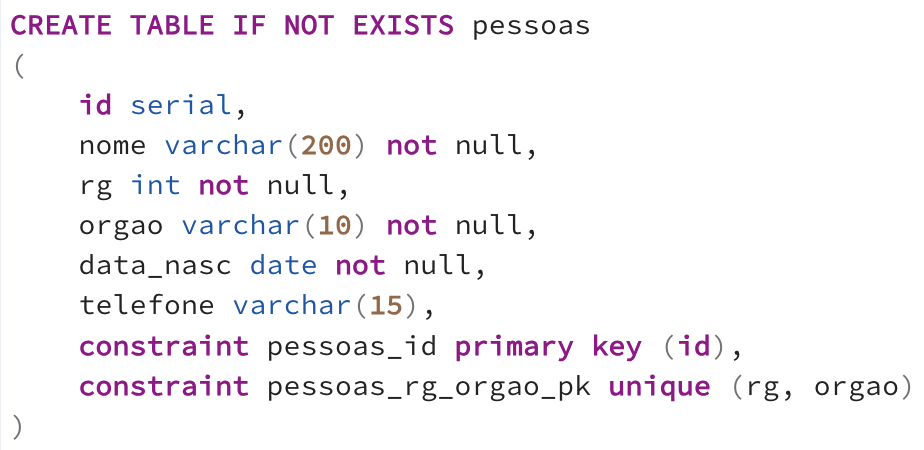 CREATE TABLE IF NOT EXISTS pessoas
(
    id serial,
    nome varchar(200) not null,
    rg int not null,
    orgao varchar(10) not null,
    data_nasc date not null,
    telefone varchar(15),
    constraint pessoas_id primary key (id),
    constraint pessoas_rg_orgao_pk unique (rg, orgao)
)